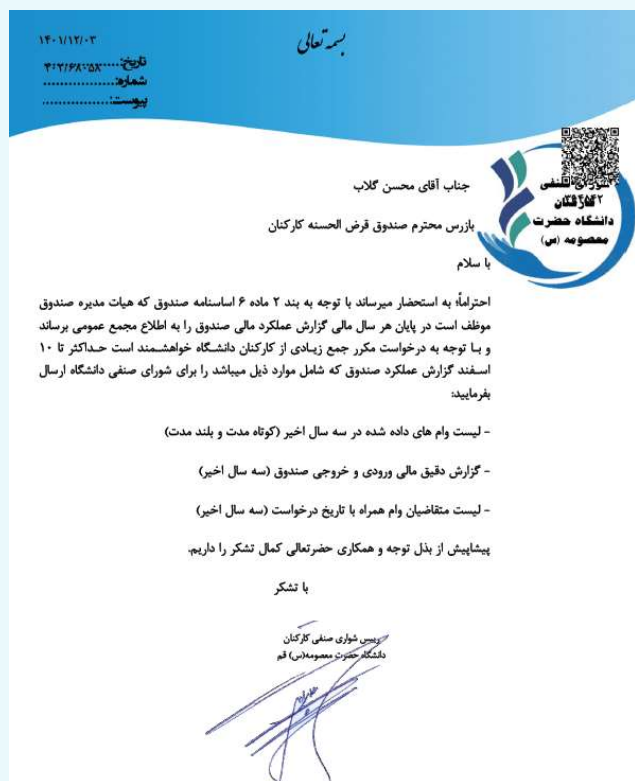 بسمه تعالی
۱۴۰۱/۱۲/۰۳
تاریخ:
شماره:
پیوست:
شورای صنفی
کارکنان
دانشگاه حضرت
معصومه (س)
جناب آقای محسن گلاب
بازرس محترم صندوق قرض الحسنه کارکنان
با سلام
احتراماً؛ به استحضار میرساند با توجه به بند ۲ ماده ۶ اساسنامه صندوق که هیات مدیره صندوق
موظف است در پایان هر سال مالی گزارش عملکرد مالی صندوق را به اطلاع مجمع عمومی برساند
و با توجه به درخواست مکرر جمع زیادی از کارکنان دانشگاه خواهشمند است حداکثر تا ۱۰
اسفند گزارش عملکرد صندوق که شامل موارد ذیل میباشد را برای شورای صنفی دانشگاه ارسال
بفرمایید:
- لیست وام های داده شده در سه سال اخیر (کوتاه مدت و بلند مدت)
- گزارش دقیق مالی ورودی و خروجی صندوق (سه سال اخیر)
- لیست متقاضیان وام همراه با تاریخ درخواست (سه سال اخیر)
پیشاپیش از بذل توجه و همکاری حضرتعالی کمال تشکر را داریم.
با تشکر
رییس شواری صنفی کارکنان
دانشگاه حضرت معصومه(س) قم